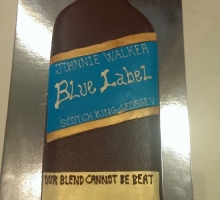 JOHNNIE WALKER
Blue Label
SCOTCH KING GEORGE V
OUR BLEND CANNOT BE BEAT